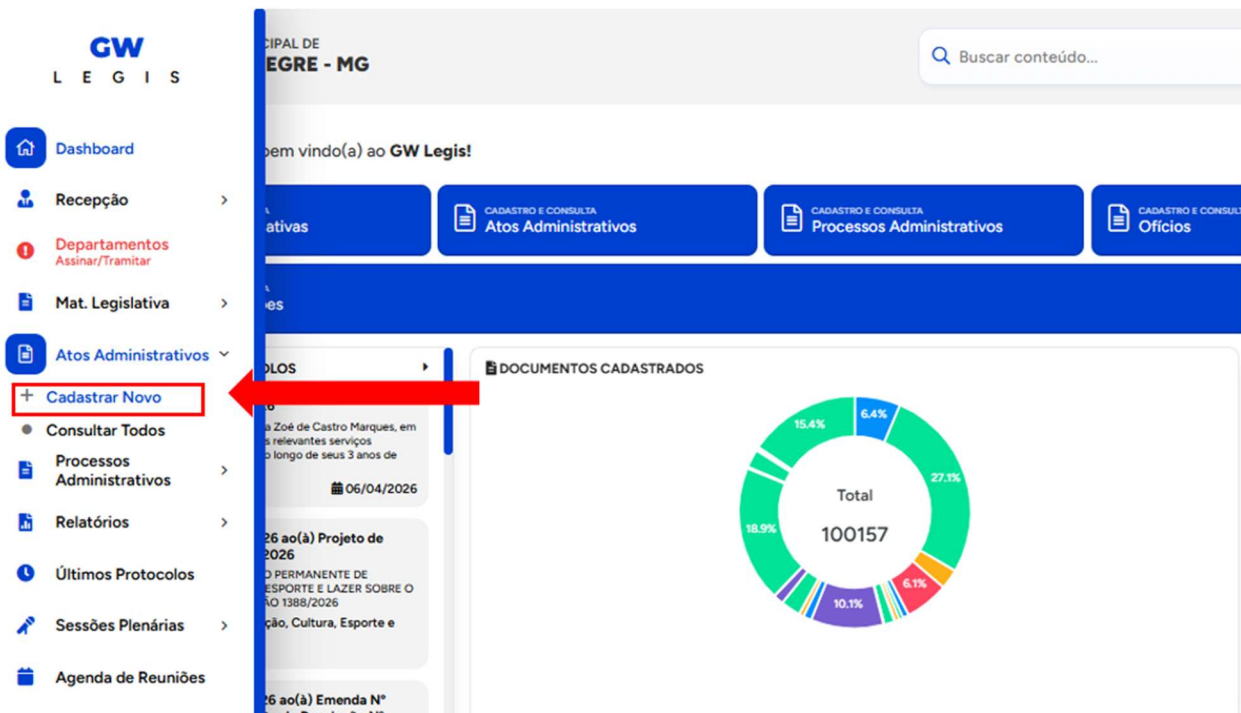 GW
LEGIS
Dashboard
Recepção
Departamentos
Assinar/Tramitar
Mat. Legislativa
Atos Administrativos
Cadastrar Novo
Consultar Todos
Processos
Administrativos
Relatórios
Últimos Protocolos
Sessões Plenárias
Agenda de Reuniões
CIPAL DE
EGRE - MG
Buscar conteúdo...
bem vindo(a) ao GW Legis!
ativas
CADASTRO E CONSULTA
Atos Administrativos
CADASTRO E CONSULTA
Processos Administrativos
CADASTRO E CONSULT
Ofícios
es
OLOS
a Zoé de Castro Marques, em
s relevantes serviços
o longo de seus 3 anos de
06/04/2026
26 ao(à) Projeto de
2026
O PERMANENTE DE
ESPORTE E LAZER SOBRE O
ÃO 1388/2026
ção, Cultura, Esporte e
26 ao(à) Emenda Nº
DOCUMENTOS CADASTRADOS
15.4%
6.4%
27.1%
18.9%
10.1%
6.1%
Total
100157